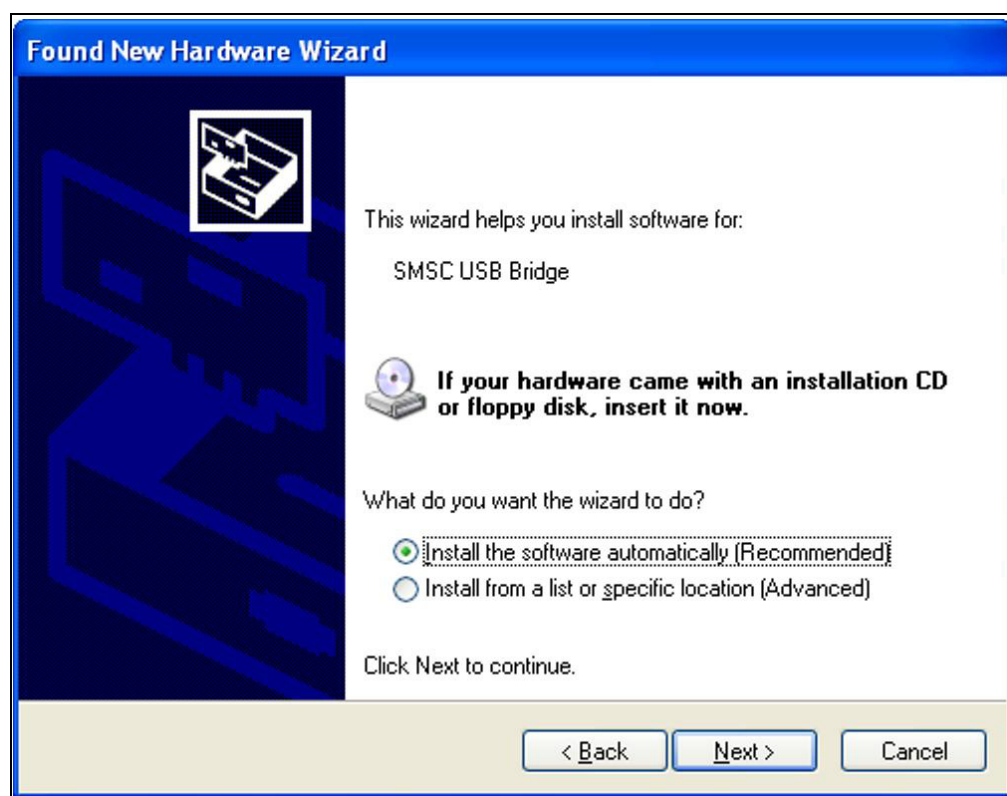 Found New Hardware Wizard
This wizard helps you install software for:
SMSC USB Bridge
If your hardware came with an installation CD
or floppy disk, insert it now.
What do you want the wizard to do?
Install the software automatically (Recommended)
Install from a list or specific location (Advanced)
Click Next to continue.
< Back Next > Cancel